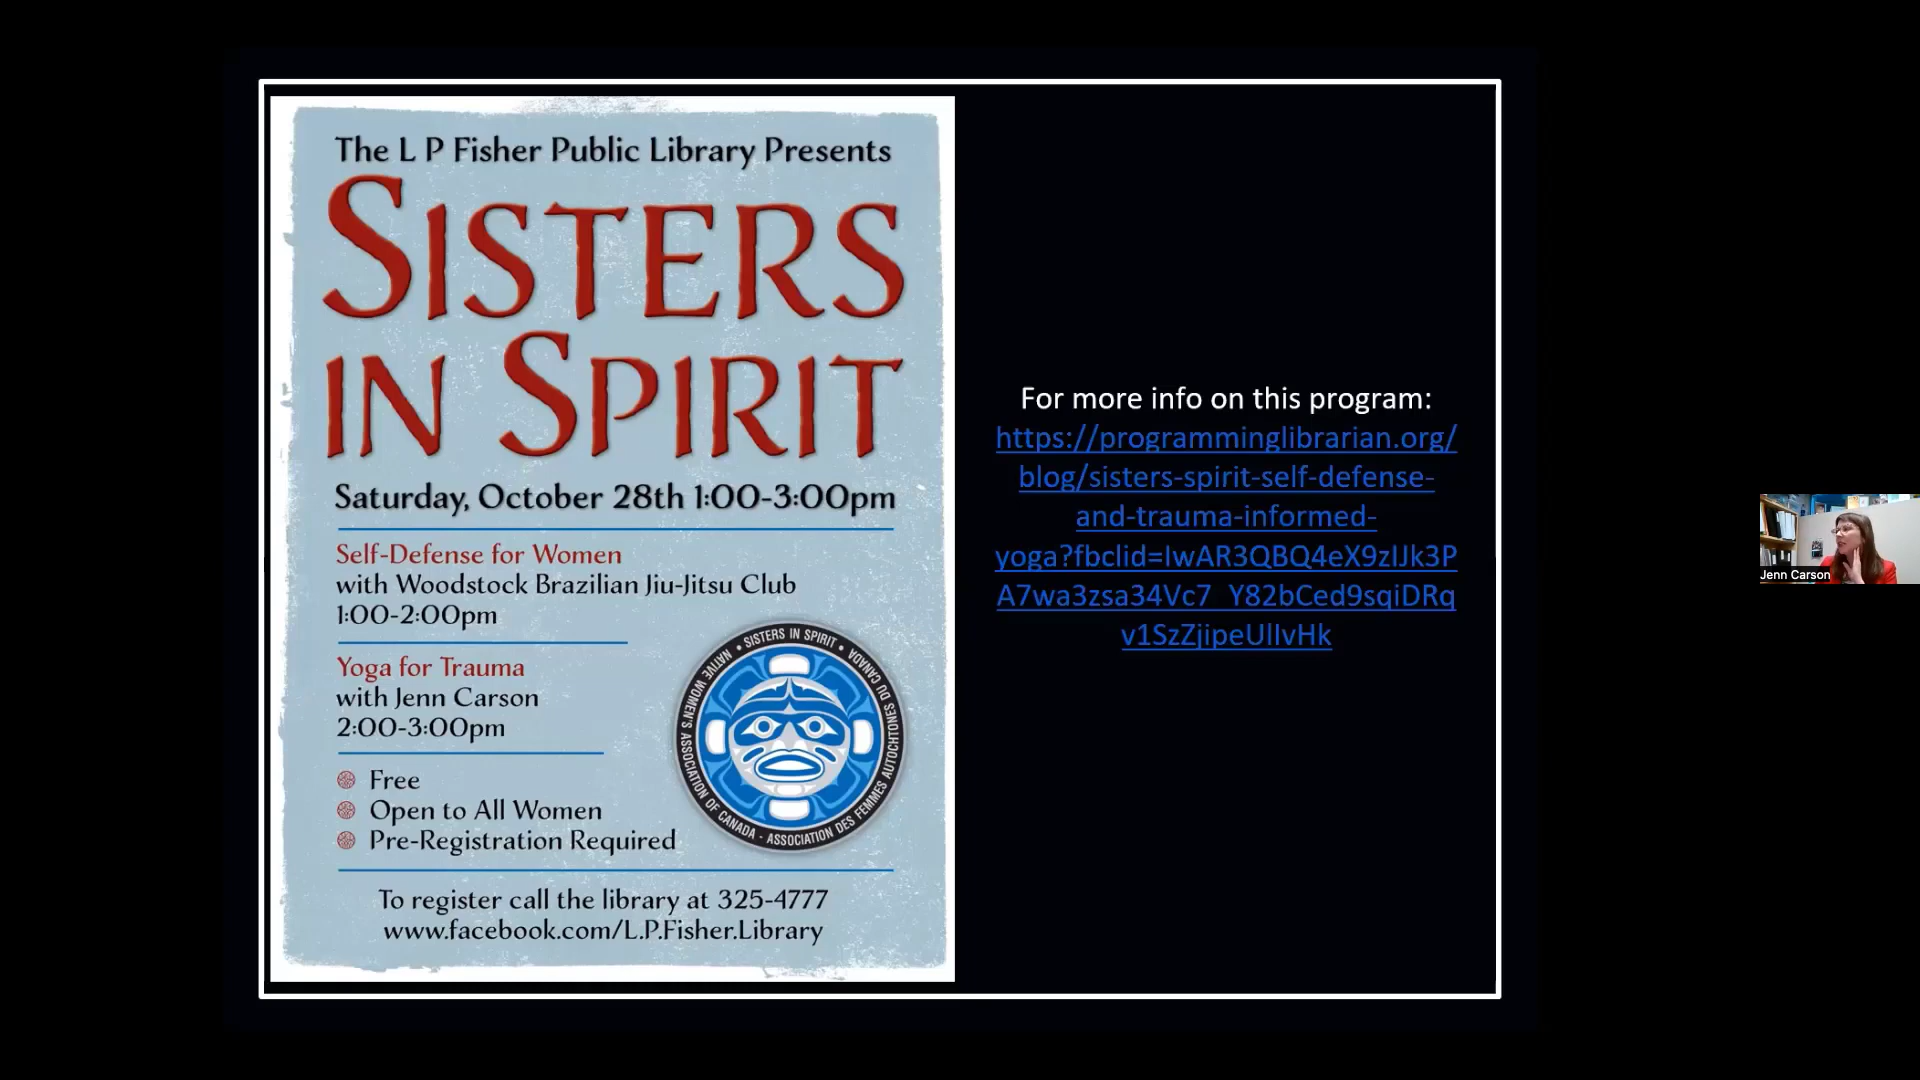 The L P Fisher Public Library Presents
SISTERS
IN SPIRIT
Saturday, October 28th 1:00-3:00pm
Self-Defense for Women
with Woodstock Brazilian Jiu-Jitsu Club
1:00-2:00pm
Yoga for Trauma
with Jenn Carson
2:00-3:00pm
Free
Open to All Women
Pre-Registration Required
• SISTERS IN SPIRIT •
NATIVE WOMEN'S ASSOCIATION OF CANADA - ASSOCIATION DES FEMMES AUTOCHTONES DU CANADA
To register call the library at 325-4777
www.facebook.com/L.P.Fisher.Library
For more info on this program:
https://programminglibrarian.org/
blog/sisters-spirit-self-defense-
and-trauma-informed-
yoga?fbclid=IwAR3QBQ4eX9zIJk3P
A7wa3zsa34Vc7_Y82bCed9sqiDRq
v1SzZjipeUlIvHk
Jenn Carson